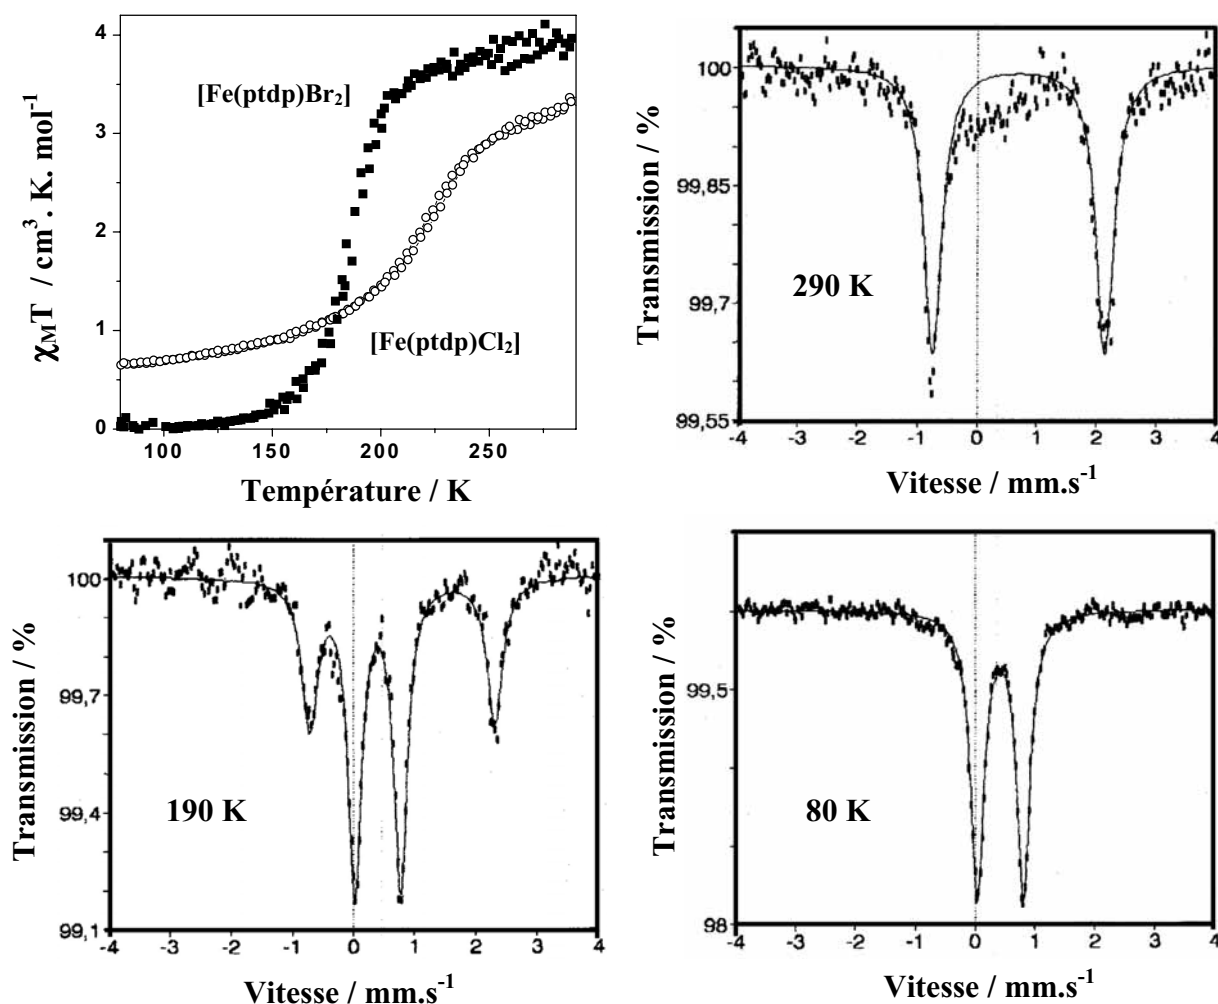 χMT / cm³. K. mol⁻¹
4
3
2
1
0
[Fe(ptdp)Br₂]
[Fe(ptdp)Cl₂]
100 150 200 250
Température / K
Transmission / %
100
99,85
99,7
99,55
290 K
-4 -3 -2 -1 0 1 2 3 4
Vitesse / mm.s⁻¹
Transmission / %
100
99,7
99,4
99,1
190 K
-4 -3 -2 -1 0 1 2 3 4
Vitesse / mm.s⁻¹
Transmission / %
99,5
98
80 K
-4 -3 -2 -1 0 1 2 3 4
Vitesse / mm.s⁻¹